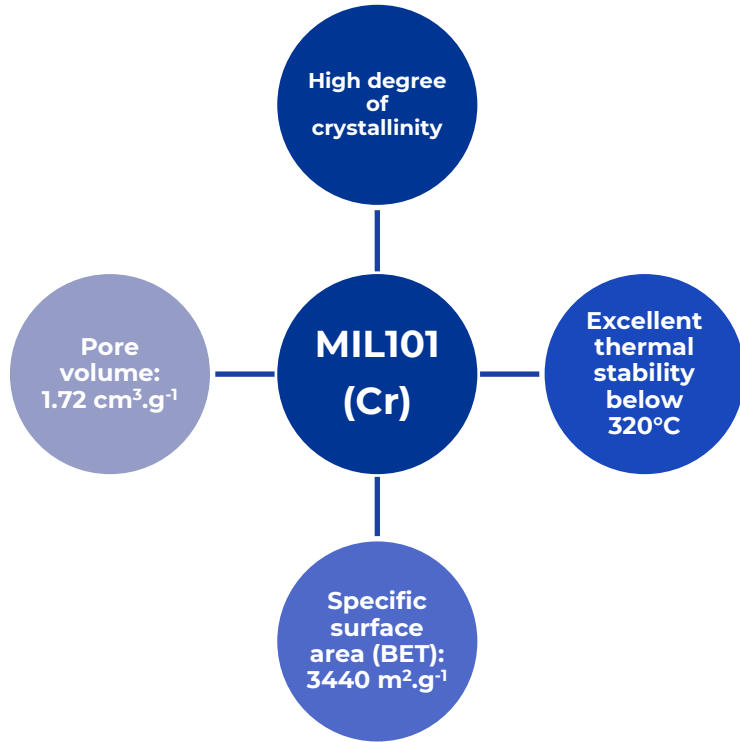 High degree
of
crystallinity
Pore
volume:
1.72 cm³.g⁻¹
MIL101
(Cr)
Excellent
thermal
stability
below
320°C
Specific
surface
area (BET):
3440 m².g⁻¹